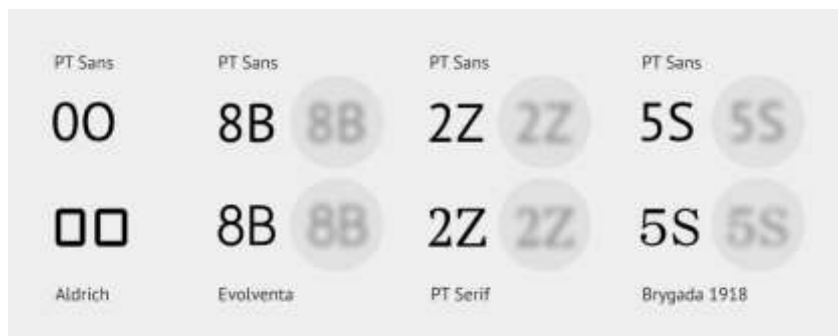 PT Sans PT Sans PT Sans PT Sans
0O 8B 8B 2Z 2Z 5S 5S
0O 8B 8B 2Z 2Z 5S 5S
Aldrich Evolventa PT Serif Brygada 1918